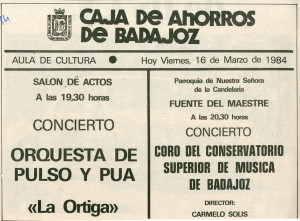 CAJA DE AHORROS
DE BADAJOZ
AULA DE CULTURA ● Hoy Viernes, 16 de Marzo de 1984
SALON DE ACTOS
A las 19,30 horas
CONCIERTO
ORQUESTA DE
PULSO Y PUA
«La Ortiga»
Parroquia de Nuestra Señora
de la Candelaria
FUENTE DEL MAESTRE
A las 20,30 horas
CONCIERTO
CORO DEL CONSERVATORIO
SUPERIOR DE MUSICA
DE BADAJOZ
DIRECTOR:
CARMELO SOLIS